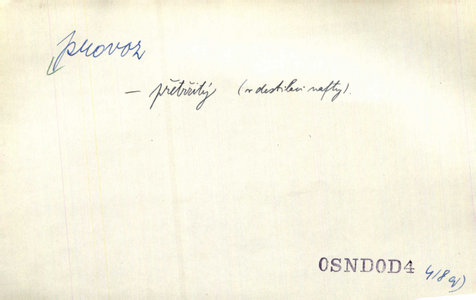 provoz
— přetržitý (v destilaci nafty).
OSNDOD4 4/8 a)